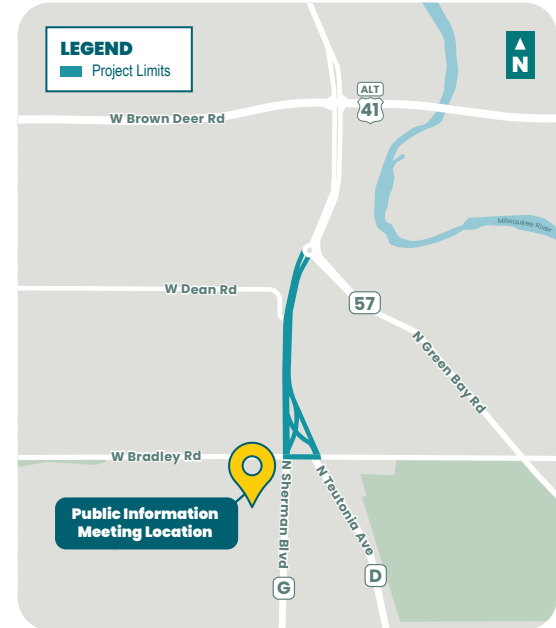 LEGEND
Project Limits
N
ALT
41
W Brown Deer Rd
Milwaukee River
W Dean Rd
57
N Green Bay Rd
W Bradley Rd
N Sherman Blvd
N Teutonia Ave
Public Information
Meeting Location
G
D